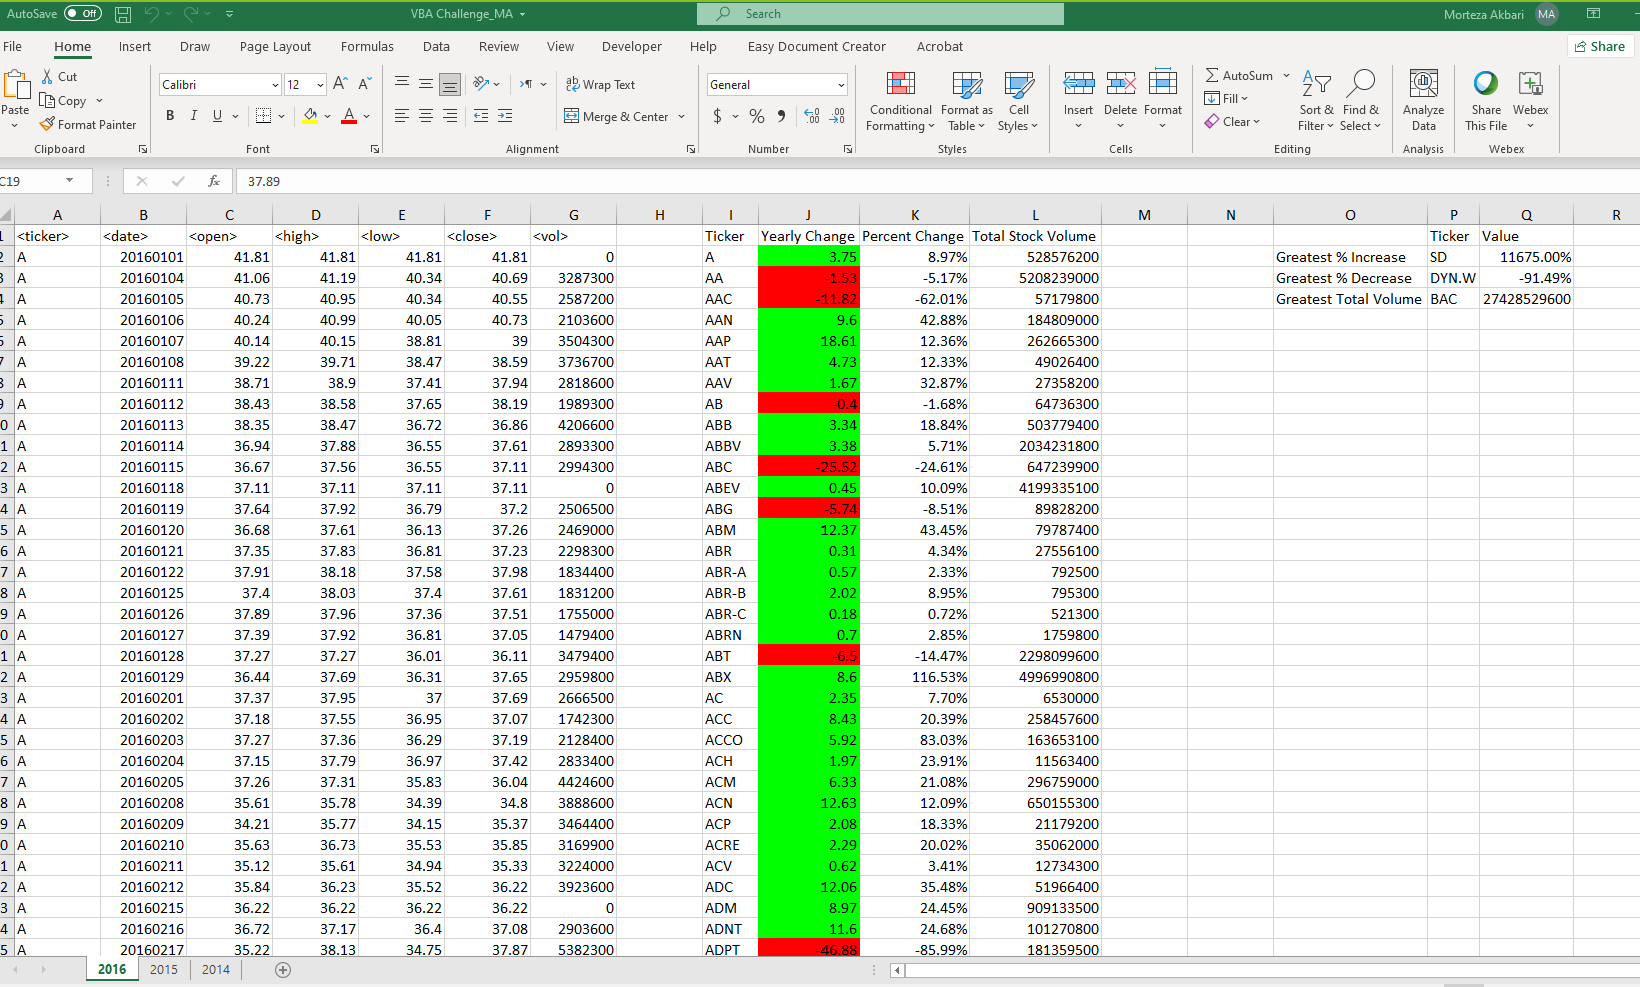 AutoSave Off VBA Challenge_MA Search Morteza Akbari MA
File Home Insert Draw Page Layout Formulas Data Review View Developer Help Easy Document Creator Acrobat Share
Paste Cut Copy Format Painter
Clipboard
Calibri 12
B I U A
Font
Wrap Text
Merge & Center
Alignment
General
$ % 9
Number
Conditional Formatting Format as Table Cell Styles
Styles
Insert Delete Format
Cells
AutoSum Fill Clear Sort & Filter Find & Select
Editing
Analyze Data
Analysis
Share This File Webex
Webex
C19 fx 37.89
A B C D E F G H I J K L M N O P Q R
1 <ticker> <date> <open> <high> <low> <close> <vol> Ticker Yearly Change Percent Change Total Stock Volume Ticker Value
2 A 20160101 41.81 41.81 41.81 41.81 0 A 3.75 8.97% 528576200 Greatest % Increase SD 11675.00%
3 A 20160104 41.06 41.19 40.34 40.69 3287300 AA -1.53 -5.17% 5208239000 Greatest % Decrease DYN.W -91.49%
4 A 20160105 40.73 40.95 40.34 40.55 2587200 AAC -11.82 -62.01% 57179800 Greatest Total Volume BAC 27428529600
5 A 20160106 40.24 40.99 40.05 40.73 2103600 AAN 9.6 42.88% 184809000
6 A 20160107 40.14 40.15 38.81 39 3504300 AAP 18.61 12.36% 262665300
7 A 20160108 39.22 39.71 38.47 38.59 3736700 AAT 4.73 12.33% 49026400
8 A 20160111 38.71 38.9 37.41 37.94 2818600 AAV 1.67 32.87% 27358200
9 A 20160112 38.43 38.58 37.65 38.19 1989300 AB -0.4 -1.68% 64736300
0 A 20160113 38.35 38.47 36.72 36.86 4206600 ABB 3.34 18.84% 503779400
1 A 20160114 36.94 37.88 36.55 37.61 2893300 ABBV 3.38 5.71% 2034231800
2 A 20160115 36.67 37.56 36.55 37.11 2994300 ABC -25.52 -24.61% 647239900
3 A 20160118 37.11 37.11 37.11 37.11 0 ABEV 0.45 10.09% 4199335100
4 A 20160119 37.64 37.92 36.79 37.2 2506500 ABG -5.74 -8.51% 89828200
5 A 20160120 36.68 37.61 36.13 37.26 2469000 ABM 12.37 43.45% 79787400
6 A 20160121 37.35 37.83 36.81 37.23 2298300 ABR 0.31 4.34% 27556100
7 A 20160122 37.91 38.18 37.58 37.98 1834400 ABR-A 0.57 2.33% 792500
8 A 20160125 37.4 38.03 37.4 37.61 1831200 ABR-B 2.02 8.95% 795300
9 A 20160126 37.89 37.96 37.36 37.51 1755000 ABR-C 0.18 0.72% 521300
0 A 20160127 37.39 37.92 36.81 37.05 1479400 ABRN 0.7 2.85% 1759800
1 A 20160128 37.27 37.27 36.01 36.11 3479400 ABT -6.5 -14.47% 2298099600
2 A 20160129 36.44 37.69 36.31 37.65 2959800 ABX 8.6 116.53% 4996990800
3 A 20160201 37.37 37.95 37 37.69 2666500 AC 2.35 7.70% 6530000
4 A 20160202 37.18 37.55 36.95 37.07 1742300 ACC 8.43 20.39% 258457600
5 A 20160203 37.27 37.36 36.29 37.19 2128400 ACCO 5.92 83.03% 163653100
6 A 20160204 37.15 37.79 36.97 37.42 2833400 ACH 1.97 23.91% 11563400
7 A 20160205 37.26 37.31 35.83 36.04 4424600 ACM 6.33 21.08% 296759000
8 A 20160208 35.61 35.78 34.39 34.8 3888600 ACN 12.63 12.09% 650155300
9 A 20160209 34.21 35.77 34.15 35.37 3464400 ACP 2.08 18.33% 21179200
0 A 20160210 35.63 36.73 35.53 35.85 3169900 ACRE 2.29 20.02% 35062000
1 A 20160211 35.12 35.61 34.94 35.33 3224000 ACV 0.62 3.41% 12734300
2 A 20160212 35.84 36.23 35.52 36.22 3923600 ADC 12.06 35.48% 51966400
3 A 20160215 36.22 36.22 36.22 36.22 0 ADM 8.97 24.45% 909133500
4 A 20160216 36.72 37.17 36.4 37.08 2903600 ADNT 11.6 24.68% 101270800
5 A 20160217 35.22 38.13 34.75 37.87 5382300 ADPT -46.88 -85.99% 181359500
2016 2015 2014